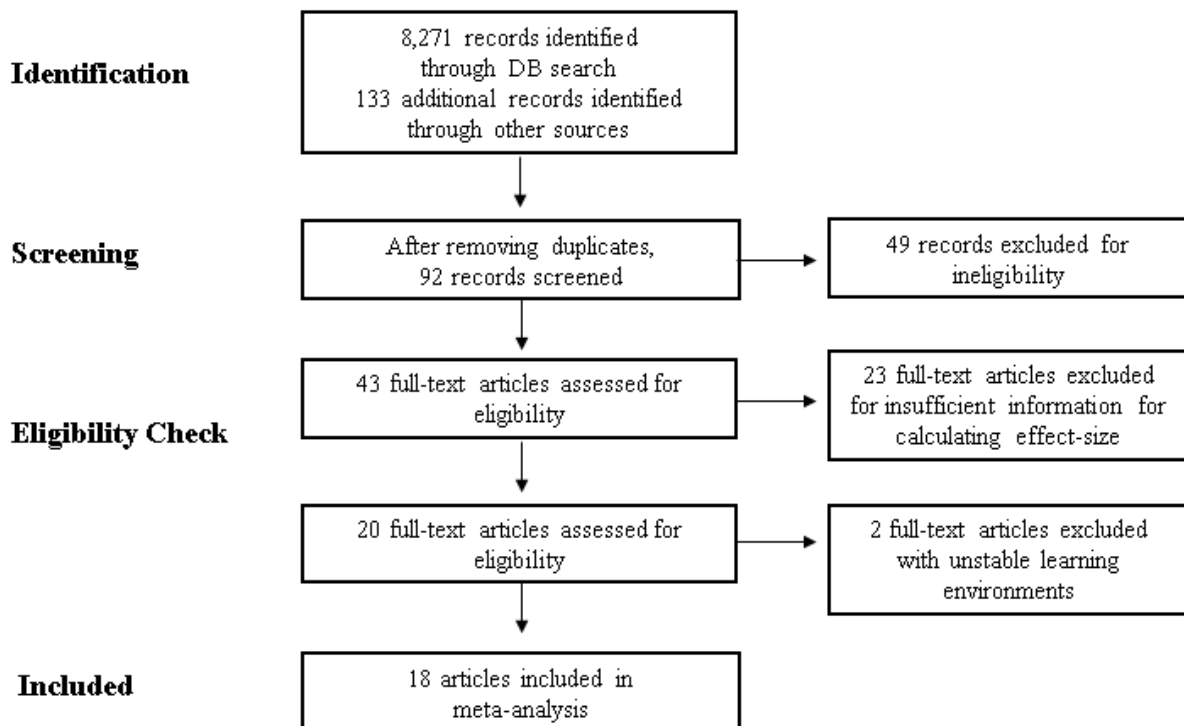 Identification
8,271 records identified
through DB search
133 additional records identified
through other sources
Screening
After removing duplicates,
92 records screened
49 records excluded for
ineligibility
Eligibility Check
43 full-text articles assessed for
eligibility
23 full-text articles excluded
for insufficient information for
calculating effect-size
20 full-text articles assessed for
eligibility
2 full-text articles excluded
with unstable learning
environments
Included
18 articles included in
meta-analysis